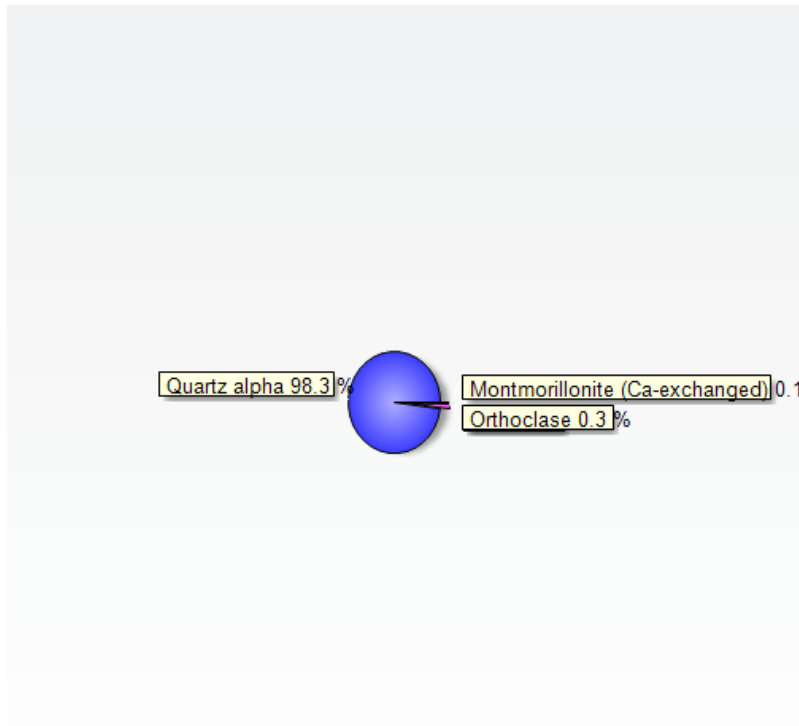 Quartz alpha 98.3 %
Montmorillonite (Ca-exchanged) 0.1
Orthoclase 0.3 %